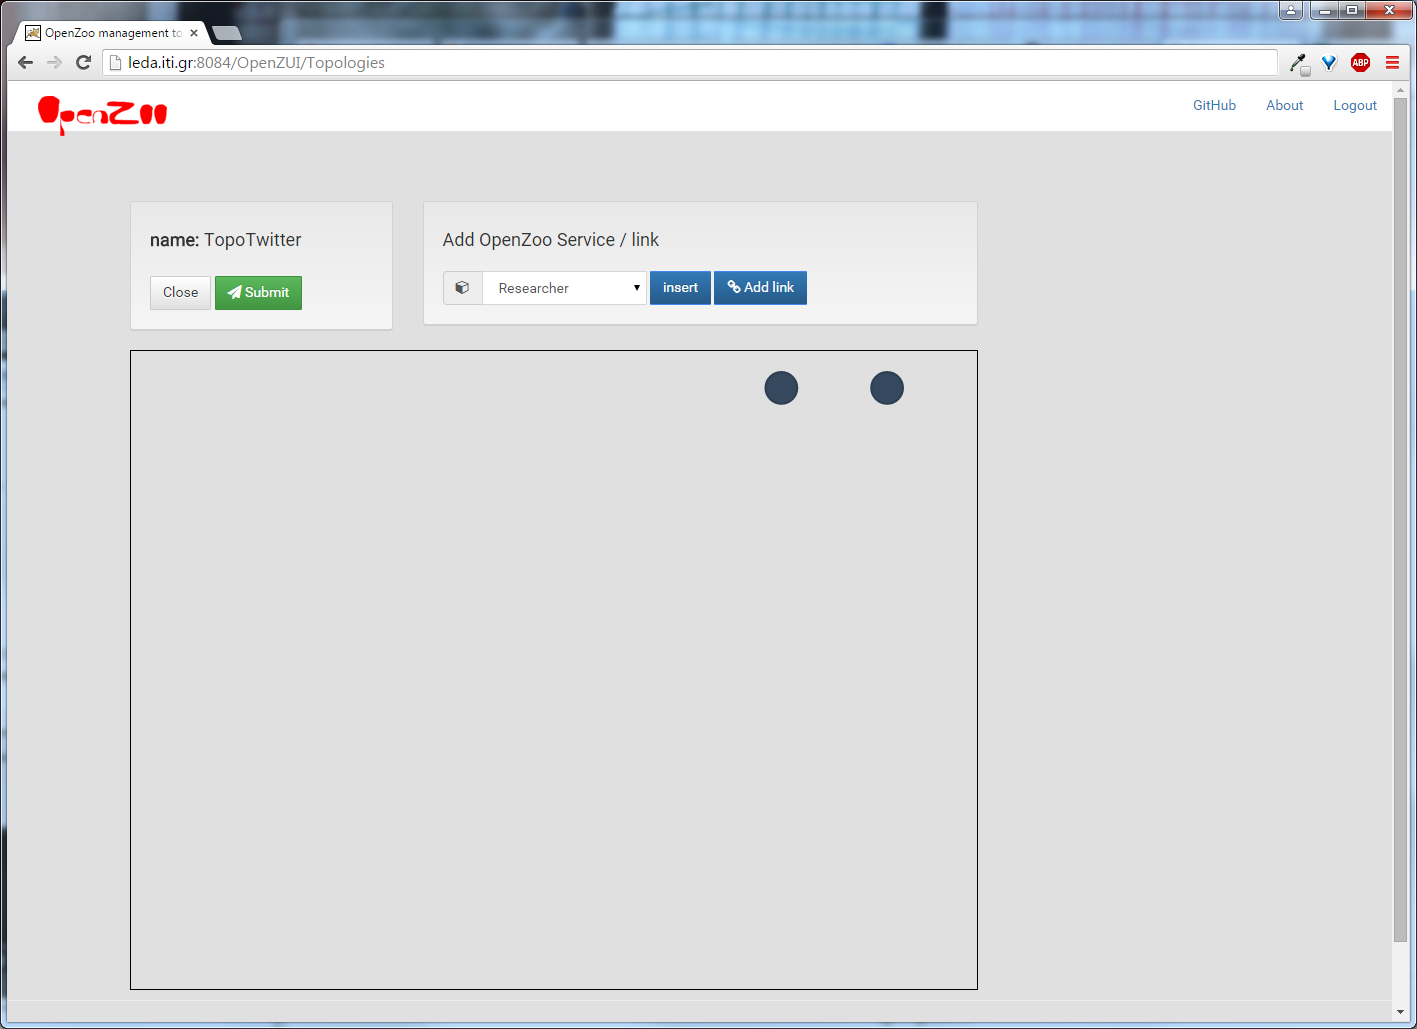 OpenZoo management to
leda.iti.gr:8084/OpenZUI/Topologies
ABP
OpenZoo
GitHub About Logout
name: TopoTwitter
Close Submit
Add OpenZoo Service / link
Researcher insert Add link